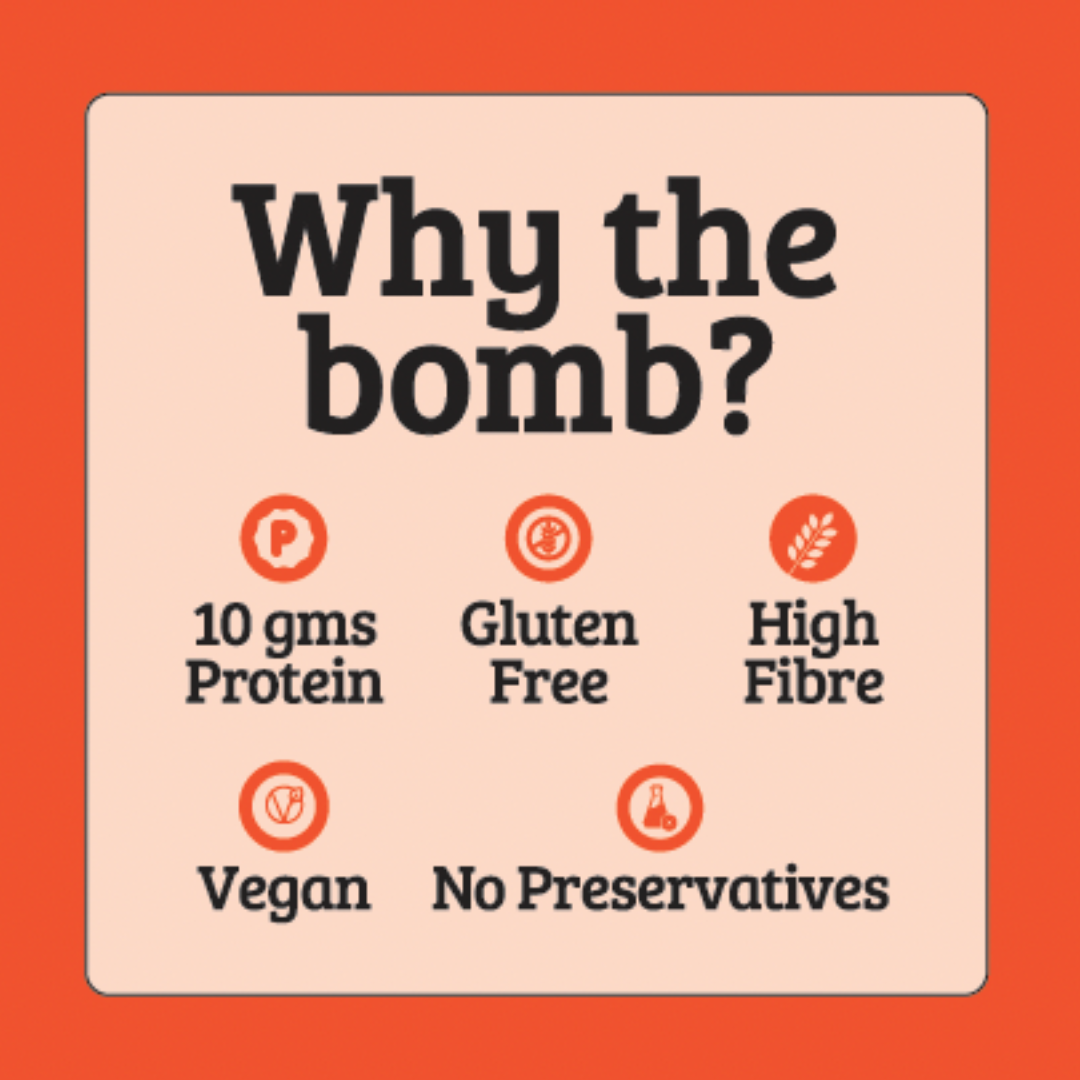 Why the
bomb?
P
10 gms
Protein
Gluten
Free
High
Fibre
Vegan
No Preservatives